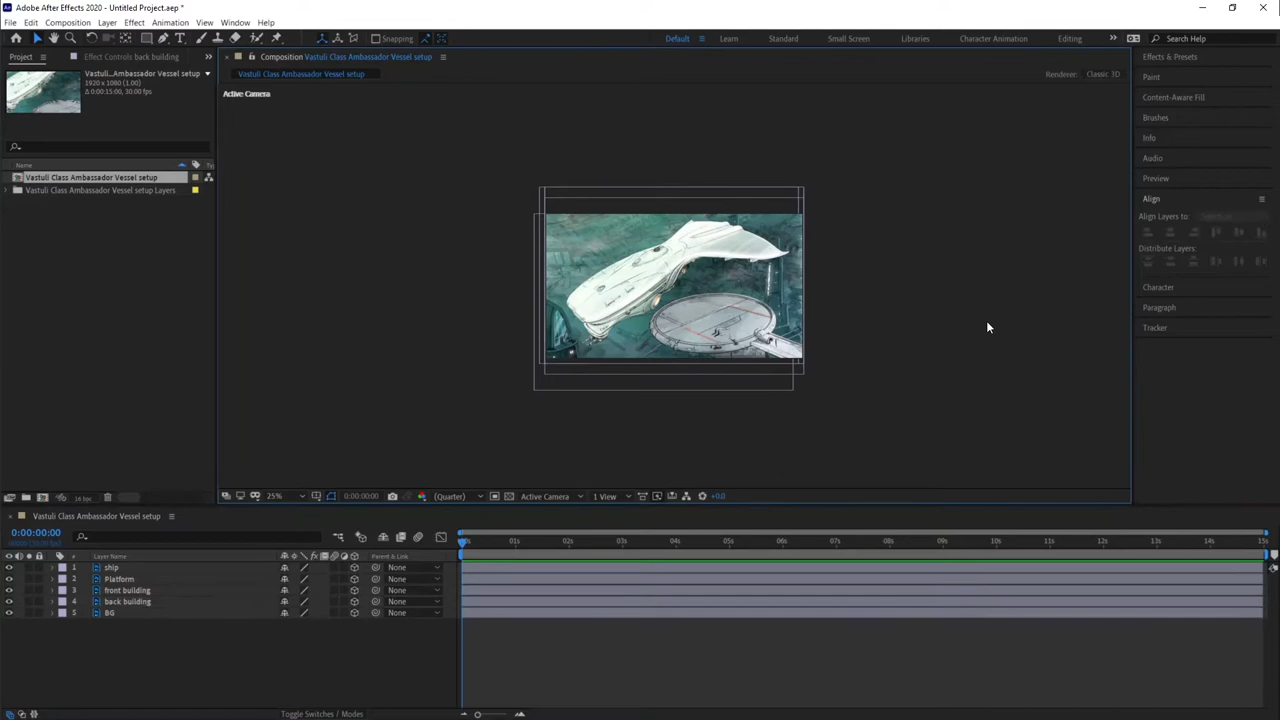 Adobe After Effects 2020 - Untitled Project.aep *
File Edit Composition Layer Effect Animation View Window Help
Snapping Default Standard Small Screen Libraries Character Animation Editing Search Help
Learn
Project Effect Controls back building
Composition Vastuli Class Ambassador Vessel setup
Vastuli..Ambassador Vessel setup
1920 x 1080 (1.00)
Δ 0:00:15:00, 30.00 fps
Vastuli Class Ambassador Vessel setup
Renderer: Classic 3D
Active Camera
Name
Vastuli Class Ambassador Vessel setup
Vastuli Class Ambassador Vessel setup Layers
Effects & Presets
Paint
Content-Aware Fill
Brushes
Info
Audio
Preview
Align
Align Layers to:
Distribute Layers:
Character
Paragraph
Tracker
16 bpc
25% 0:00:00:00 (Quarter) Active Camera 1 View +0.0
Vastuli Class Ambassador Vessel setup
0:00:00:00
01s 02s 03s 04s 05s 06s 07s 08s 09s 10s 11s 12s 13s 14s 15s
# Layer Name Parent & Link
1 ship None
2 Platform None
3 front building None
4 back building None
5 BG None
Toggle Switches / Modes